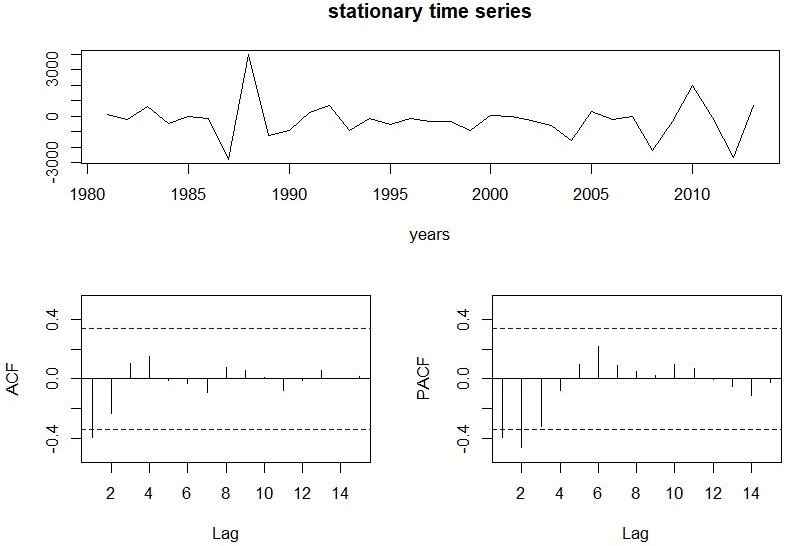 stationary time series
3000
0
-3000
1980 1985 1990 1995 2000 2005 2010
years
ACF
0.4
0.0
-0.4
2 4 6 8 10 12 14
Lag
PACF
0.4
0.0
-0.4
2 4 6 8 10 12 14
Lag